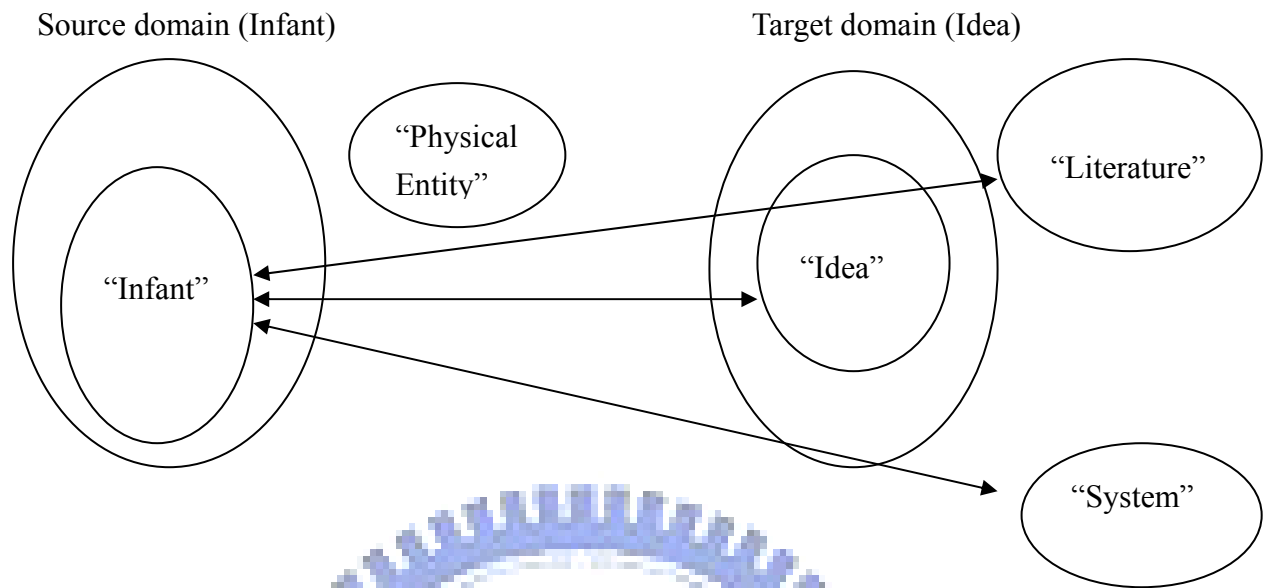 Source domain (Infant)
Target domain (Idea)
“Physical
Entity”
“Literature”
“Infant”
“Idea”
“System”